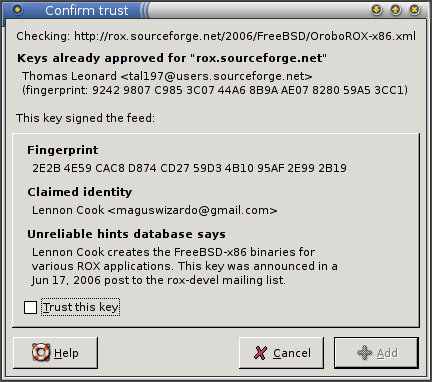 Confirm trust
Checking: http://rox.sourceforge.net/2006/FreeBSD/OroboROX-x86.xml
Keys already approved for "rox.sourceforge.net"
Thomas Leonard <tal197@users.sourceforge.net>
(fingerprint: 9242 9807 C985 3C07 44A6 8B9A AE07 8280 59A5 3CC1)
This key signed the feed:
Fingerprint
2E2B 4E59 CAC8 D874 CD27 59D3 4B10 95AF 2E99 2B19
Claimed identity
Lennon Cook <maguswizardo@gmail.com>
Unreliable hints database says
Lennon Cook creates the FreeBSD-x86 binaries for
various ROX applications. This key was announced in a
Jun 17, 2006 post to the rox-devel mailing list.
Trust this key
Help
Cancel
Add